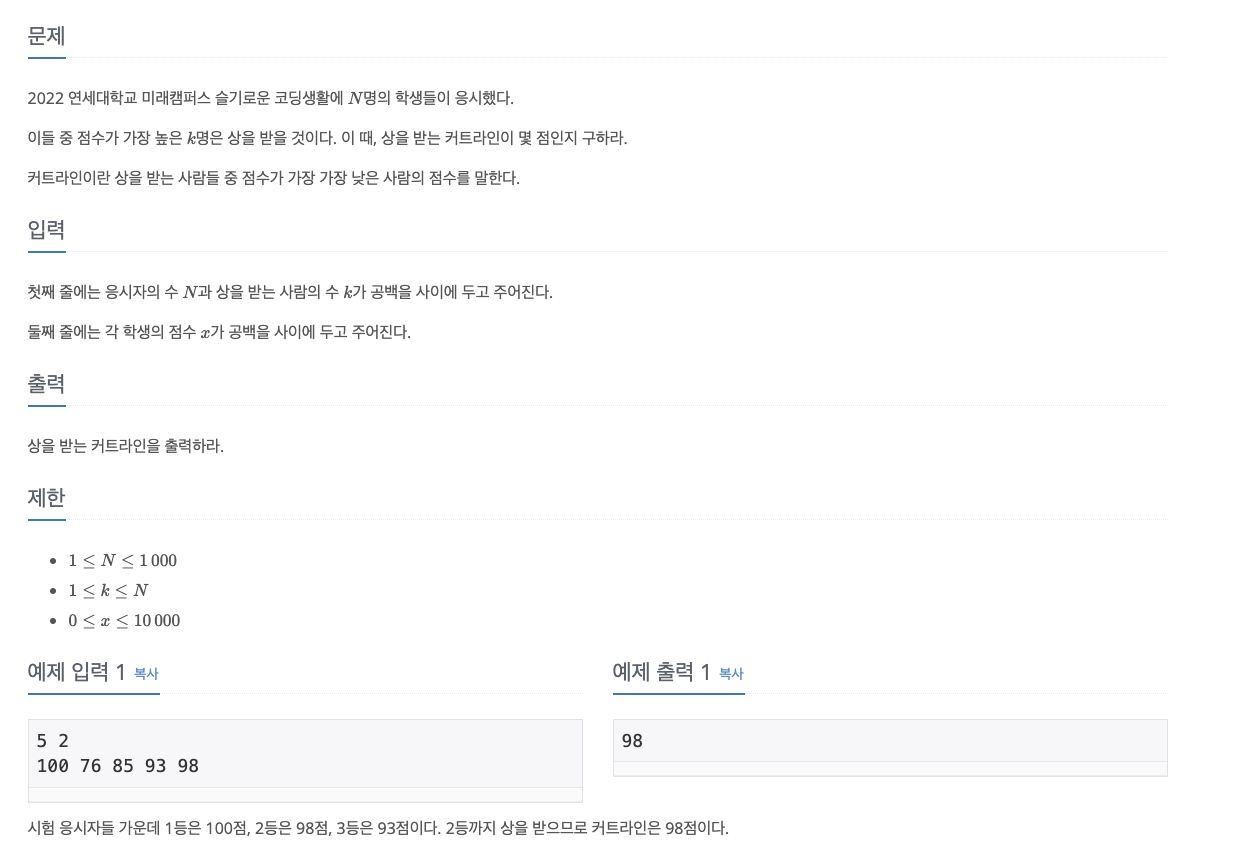 문제
2022 연세대학교 미래캠퍼스 슬기로운 코딩생활에 N명의 학생들이 응시했다.
이들 중 점수가 가장 높은 k명은 상을 받을 것이다. 이 때, 상을 받는 커트라인이 몇 점인지 구하라.
커트라인이란 상을 받는 사람들 중 점수가 가장 가장 낮은 사람의 점수를 말한다.
입력
첫째 줄에는 응시자의 수 N과 상을 받는 사람의 수 k가 공백을 사이에 두고 주어진다.
둘째 줄에는 각 학생의 점수 x가 공백을 사이에 두고 주어진다.
출력
상을 받는 커트라인을 출력하라.
제한
• 1 ≤ N ≤ 1 000
• 1 ≤ k ≤ N
• 0 ≤ x ≤ 10 000
예제 입력 1 복사
5 2
100 76 85 93 98
예제 출력 1 복사
98
시험 응시자들 가운데 1등은 100점, 2등은 98점, 3등은 93점이다. 2등까지 상을 받으므로 커트라인은 98점이다.